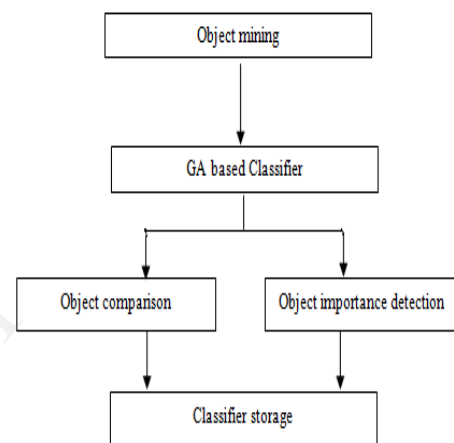 Object mining
GA based Classifier
Object comparison
Object importance detection
Classifier storage